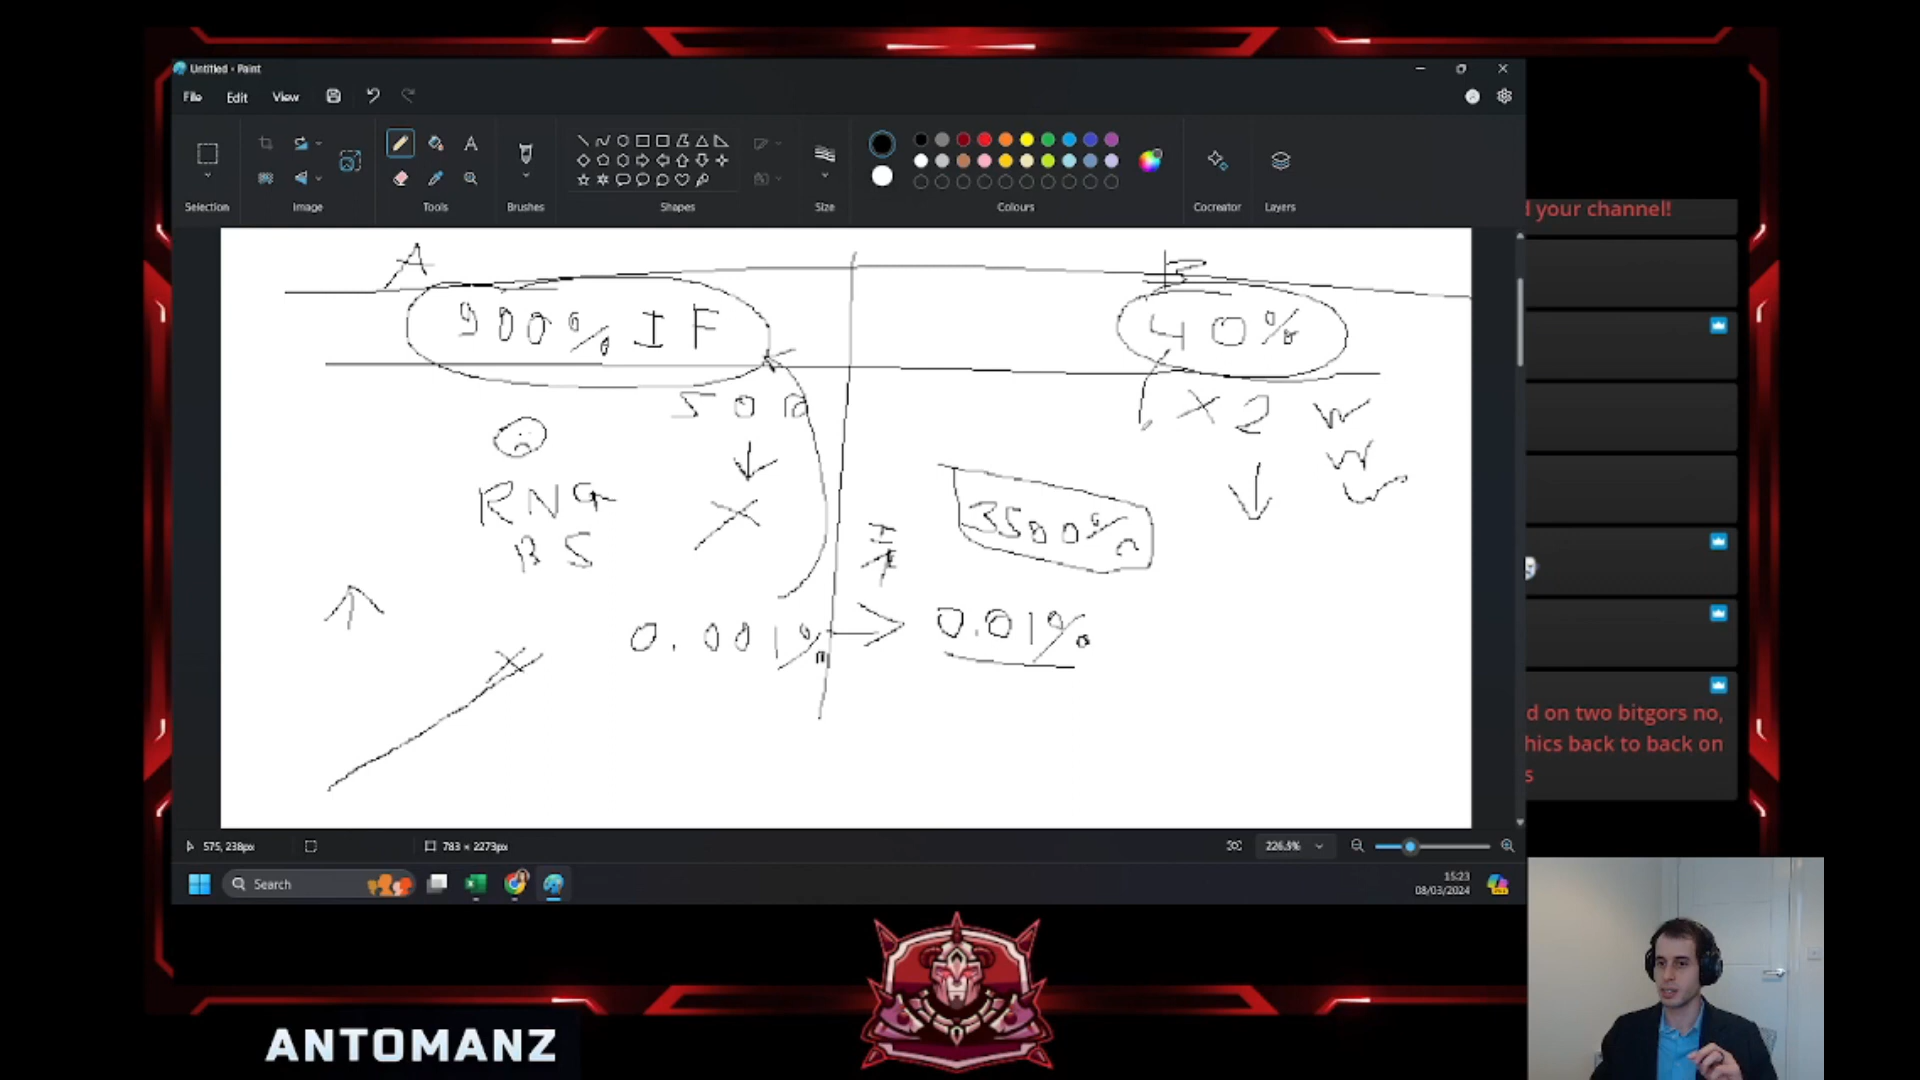 Untitled - Paint
File Edit View
Selection Image Tools Brushes Shapes Size Colours Cocreator Layers
d your channel!
A
900% IF 40%
500 X2 W
W
RNG 3500%
BS
0.001% 0.01%
d on two bitgors no,
hics back to back on
s
575, 238px 783 × 2273px 226.5%
Search 15:23
08/03/2024
ANTOMANZ